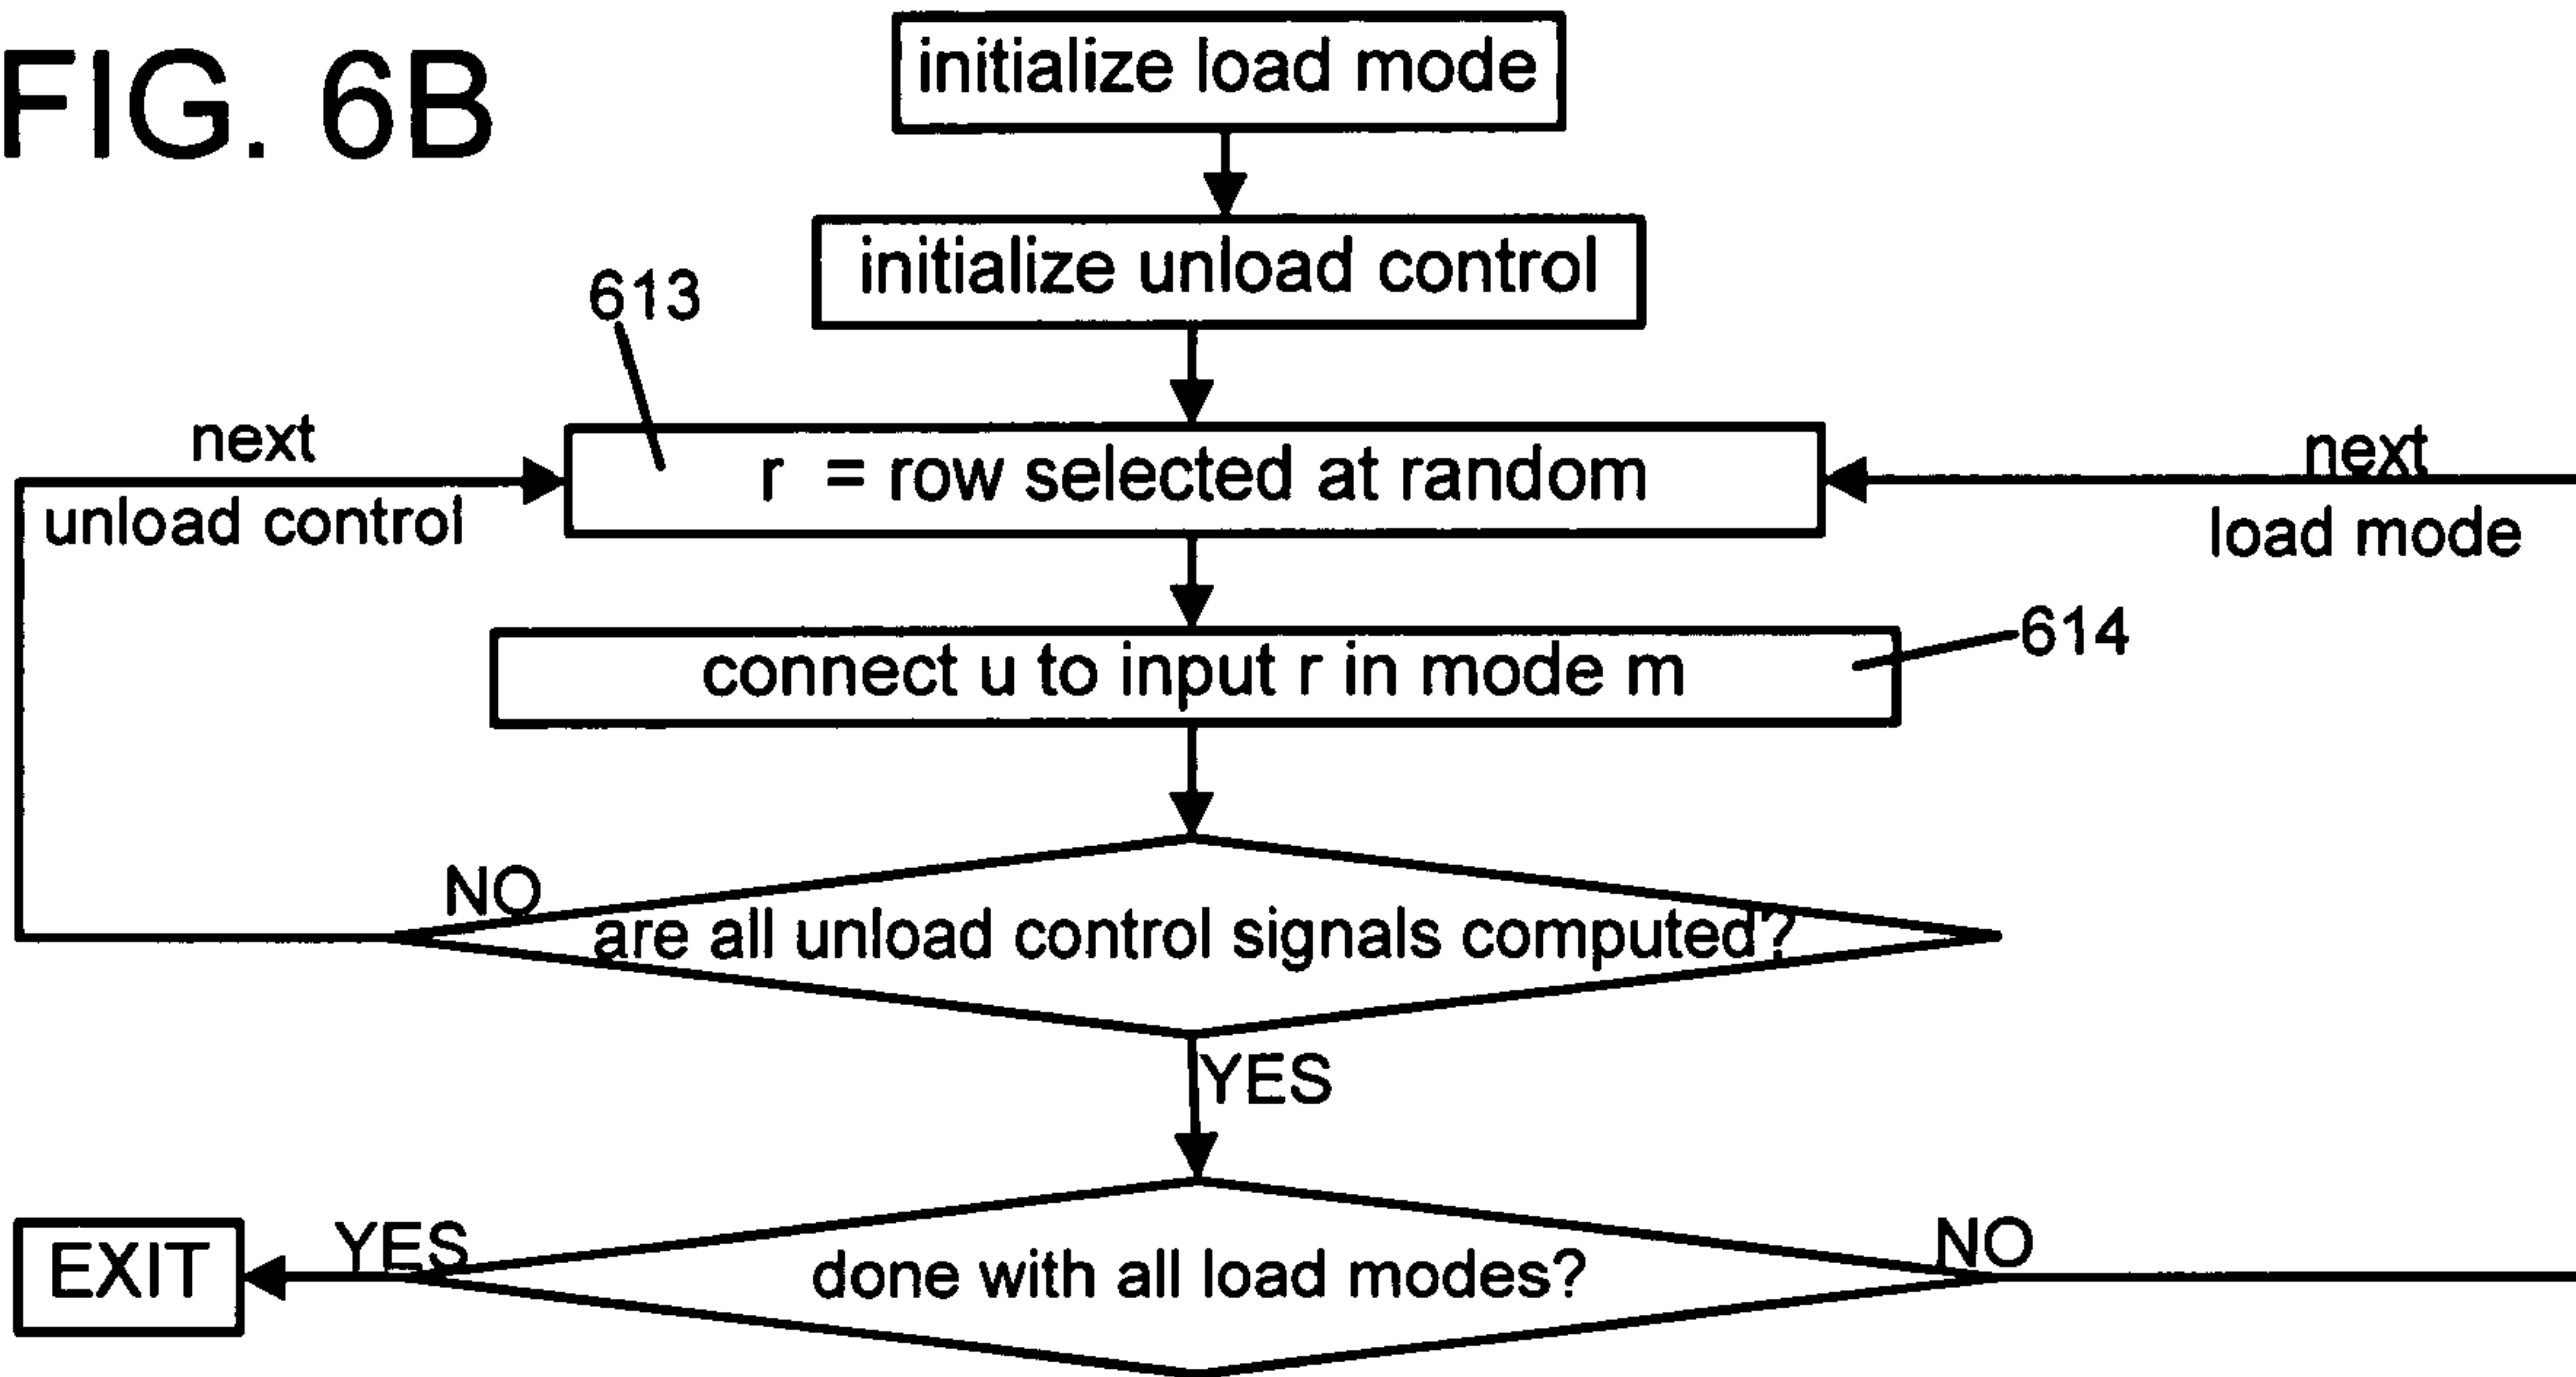 FIG. 6B
initialize load mode
initialize unload control
613
next
unload control
r = row selected at random
next
load mode
connect u to input r in mode m
614
NO
are all unload control signals computed?
YES
EXIT
YES
done with all load modes?
NO